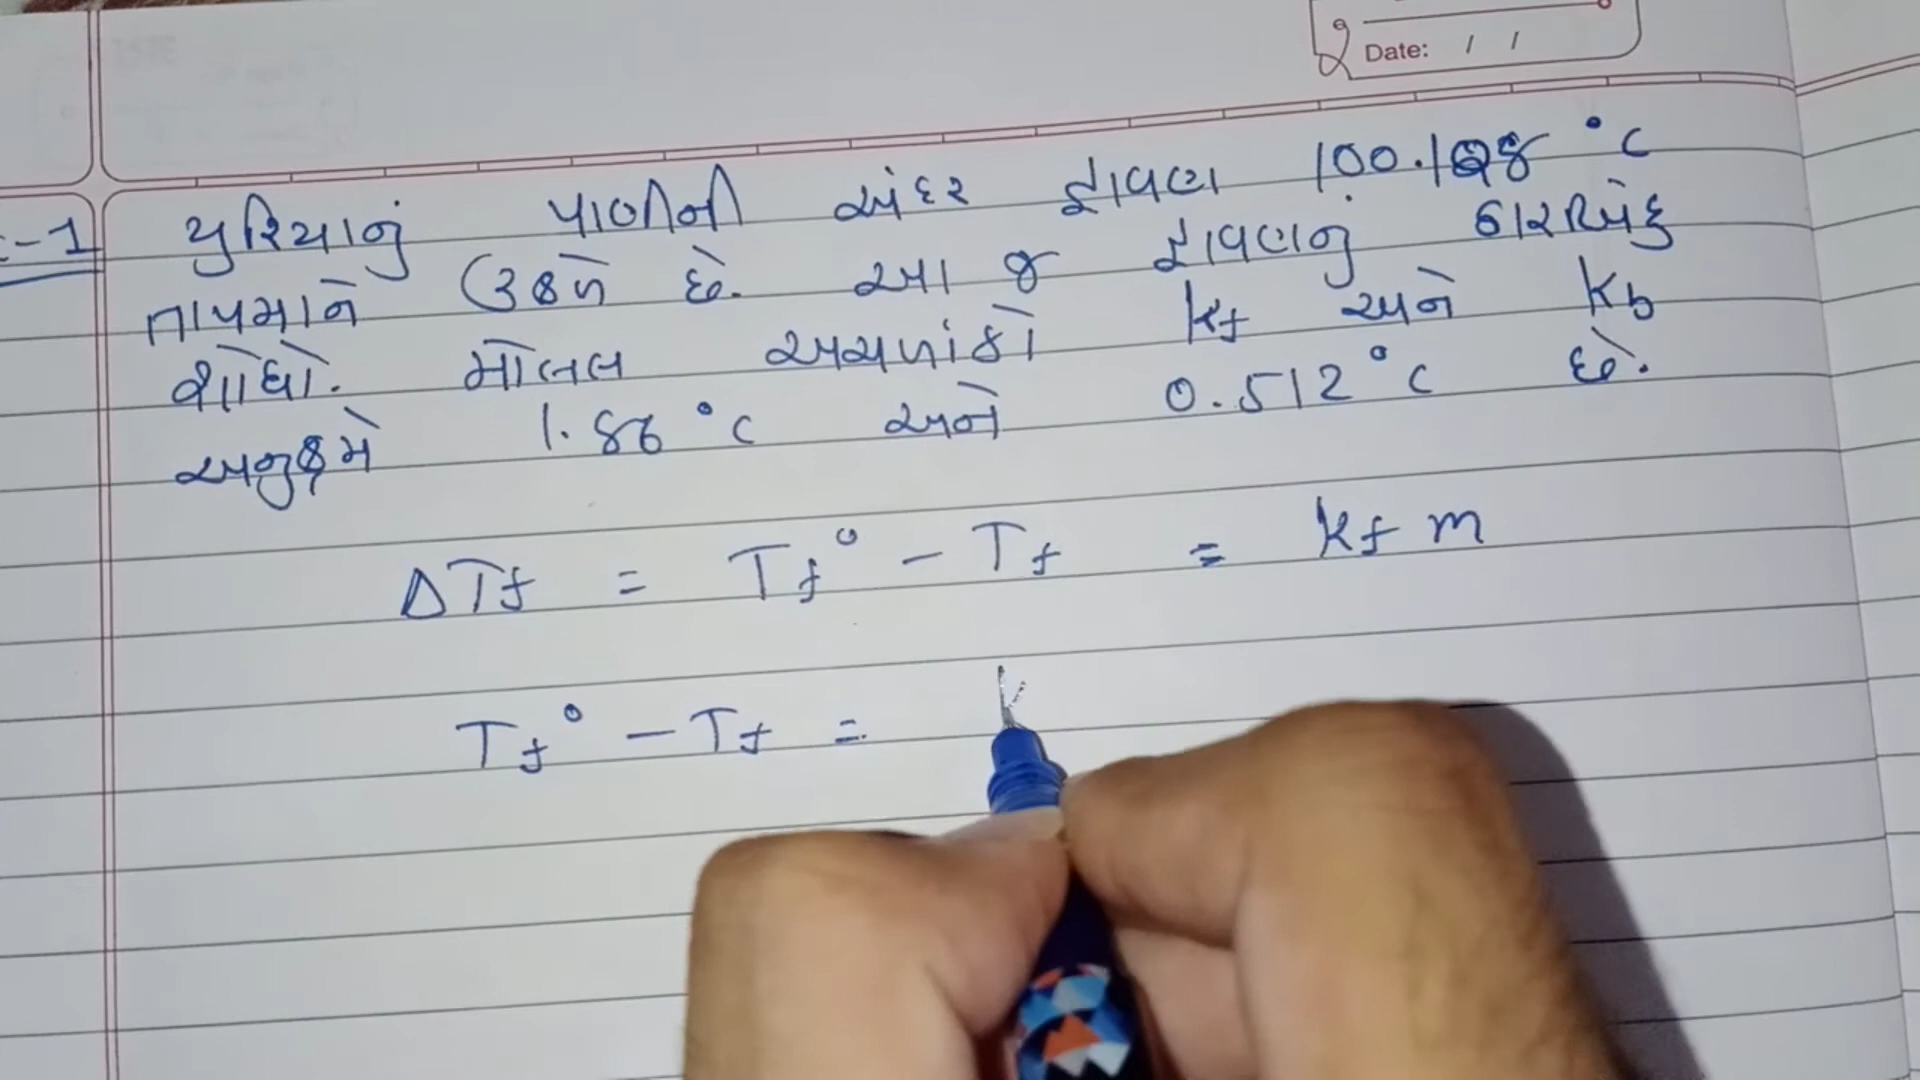 Date: / /
-1 યુરિયાનું પાણીની અંદર દ્રાવણ 100.128 °C
તાપમાને ઉકળે છે. આ જ દ્રાવણનું ઠારબિંદુ
શોધો. મોલલ અચળાંકો Kf અને Kb
અનુક્રમે 1.86 °C અને 0.512 °C છે.
ΔTf = Tf° - Tf = Kf m
Tf° - Tf =